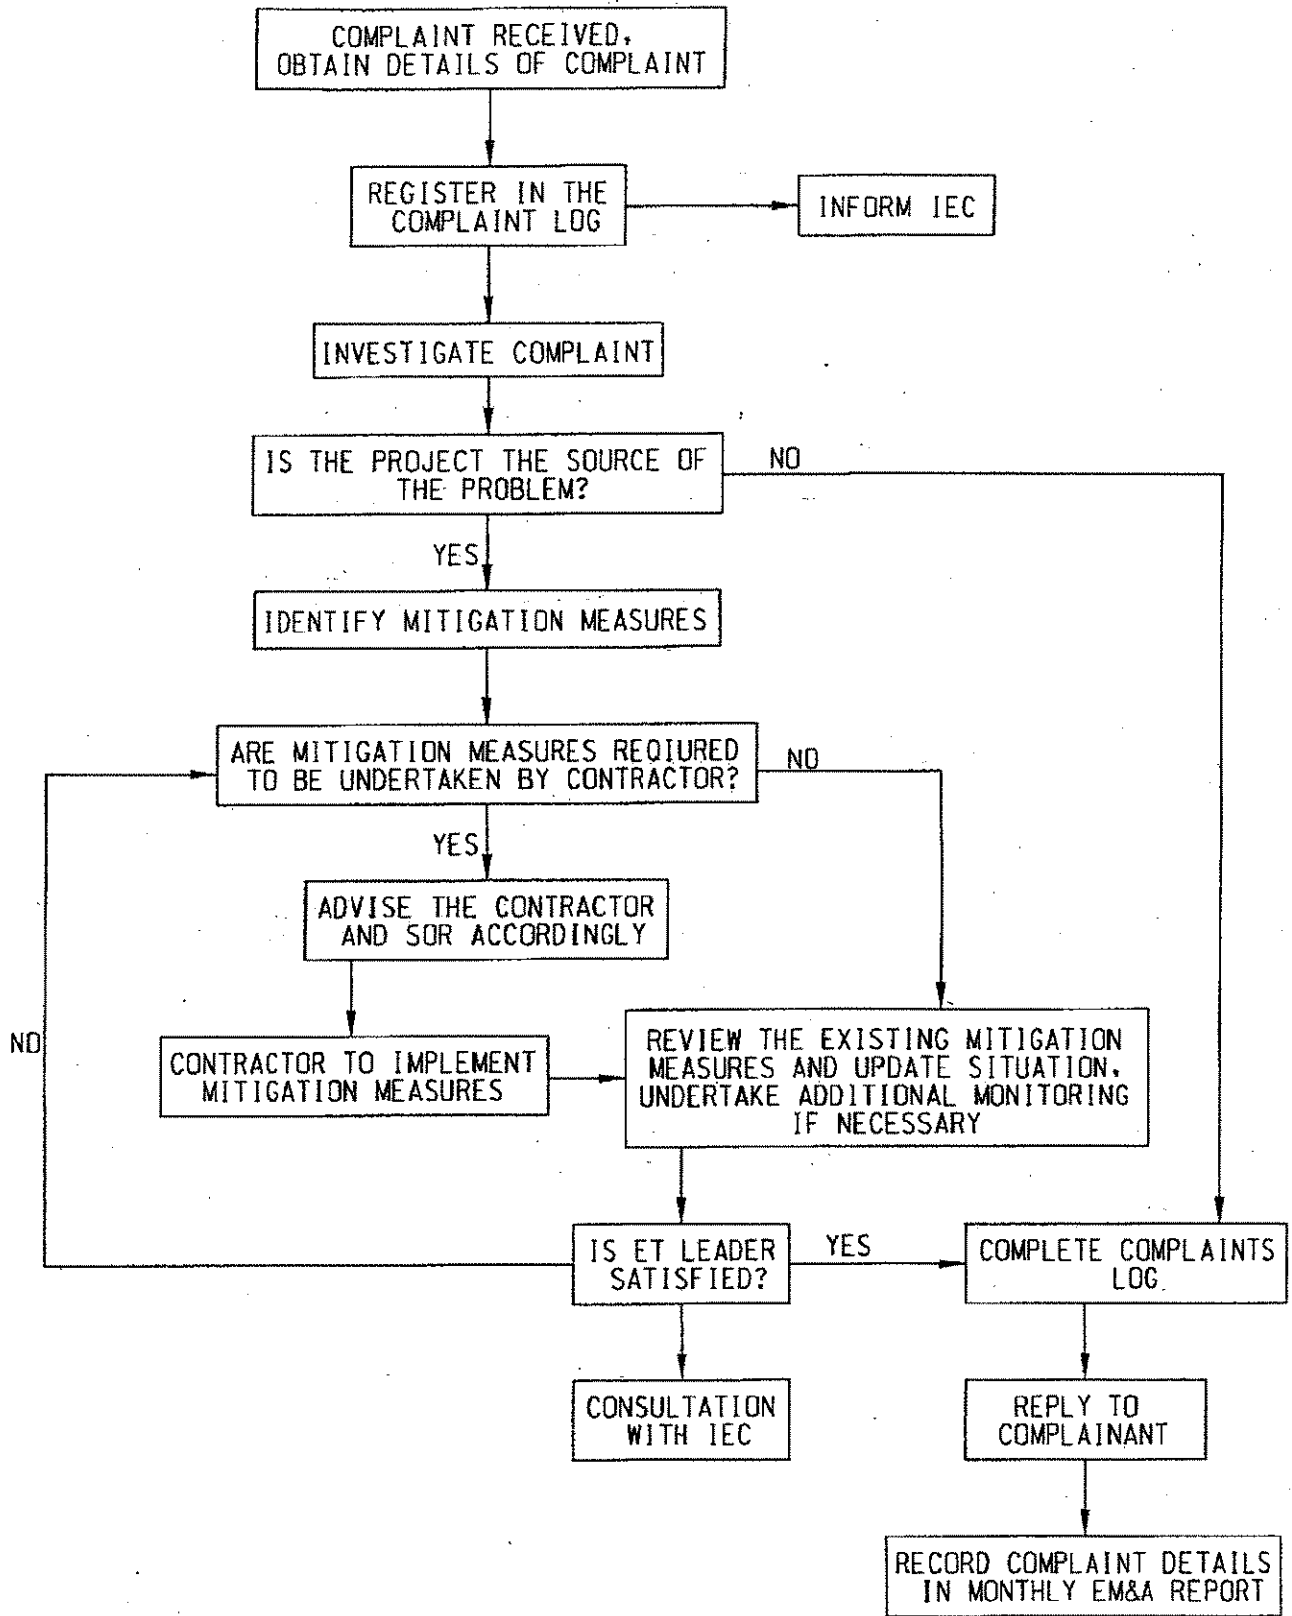 COMPLAINT RECEIVED,
OBTAIN DETAILS OF COMPLAINT
REGISTER IN THE
COMPLAINT LOG
INFORM IEC
INVESTIGATE COMPLAINT
IS THE PROJECT THE SOURCE OF
THE PROBLEM?
NO
YES
IDENTIFY MITIGATION MEASURES
ARE MITIGATION MEASURES REQIURED
TO BE UNDERTAKEN BY CONTRACTOR?
NO
YES
ADVISE THE CONTRACTOR
AND SOR ACCORDINGLY
NO
CONTRACTOR TO IMPLEMENT
MITIGATION MEASURES
REVIEW THE EXISTING MITIGATION
MEASURES AND UPDATE SITUATION,
UNDERTAKE ADDITIONAL MONITORING
IF NECESSARY
IS ET LEADER
SATISFIED?
YES
COMPLETE COMPLAINTS
LOG
CONSULTATION
WITH IEC
REPLY TO
COMPLAINANT
RECORD COMPLAINT DETAILS
IN MONTHLY EM&A REPORT